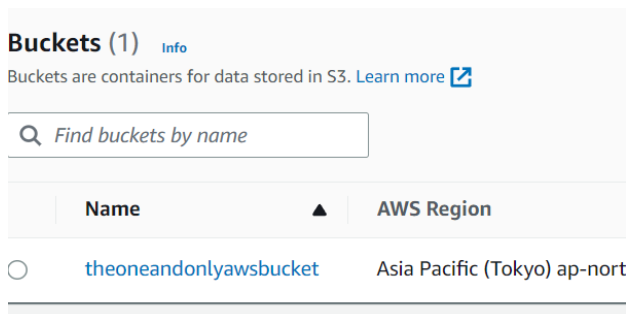 Buckets (1) Info
Buckets are containers for data stored in S3. Learn more
Find buckets by name
Name AWS Region
theoneandonlyawsbucket Asia Pacific (Tokyo) ap-nort